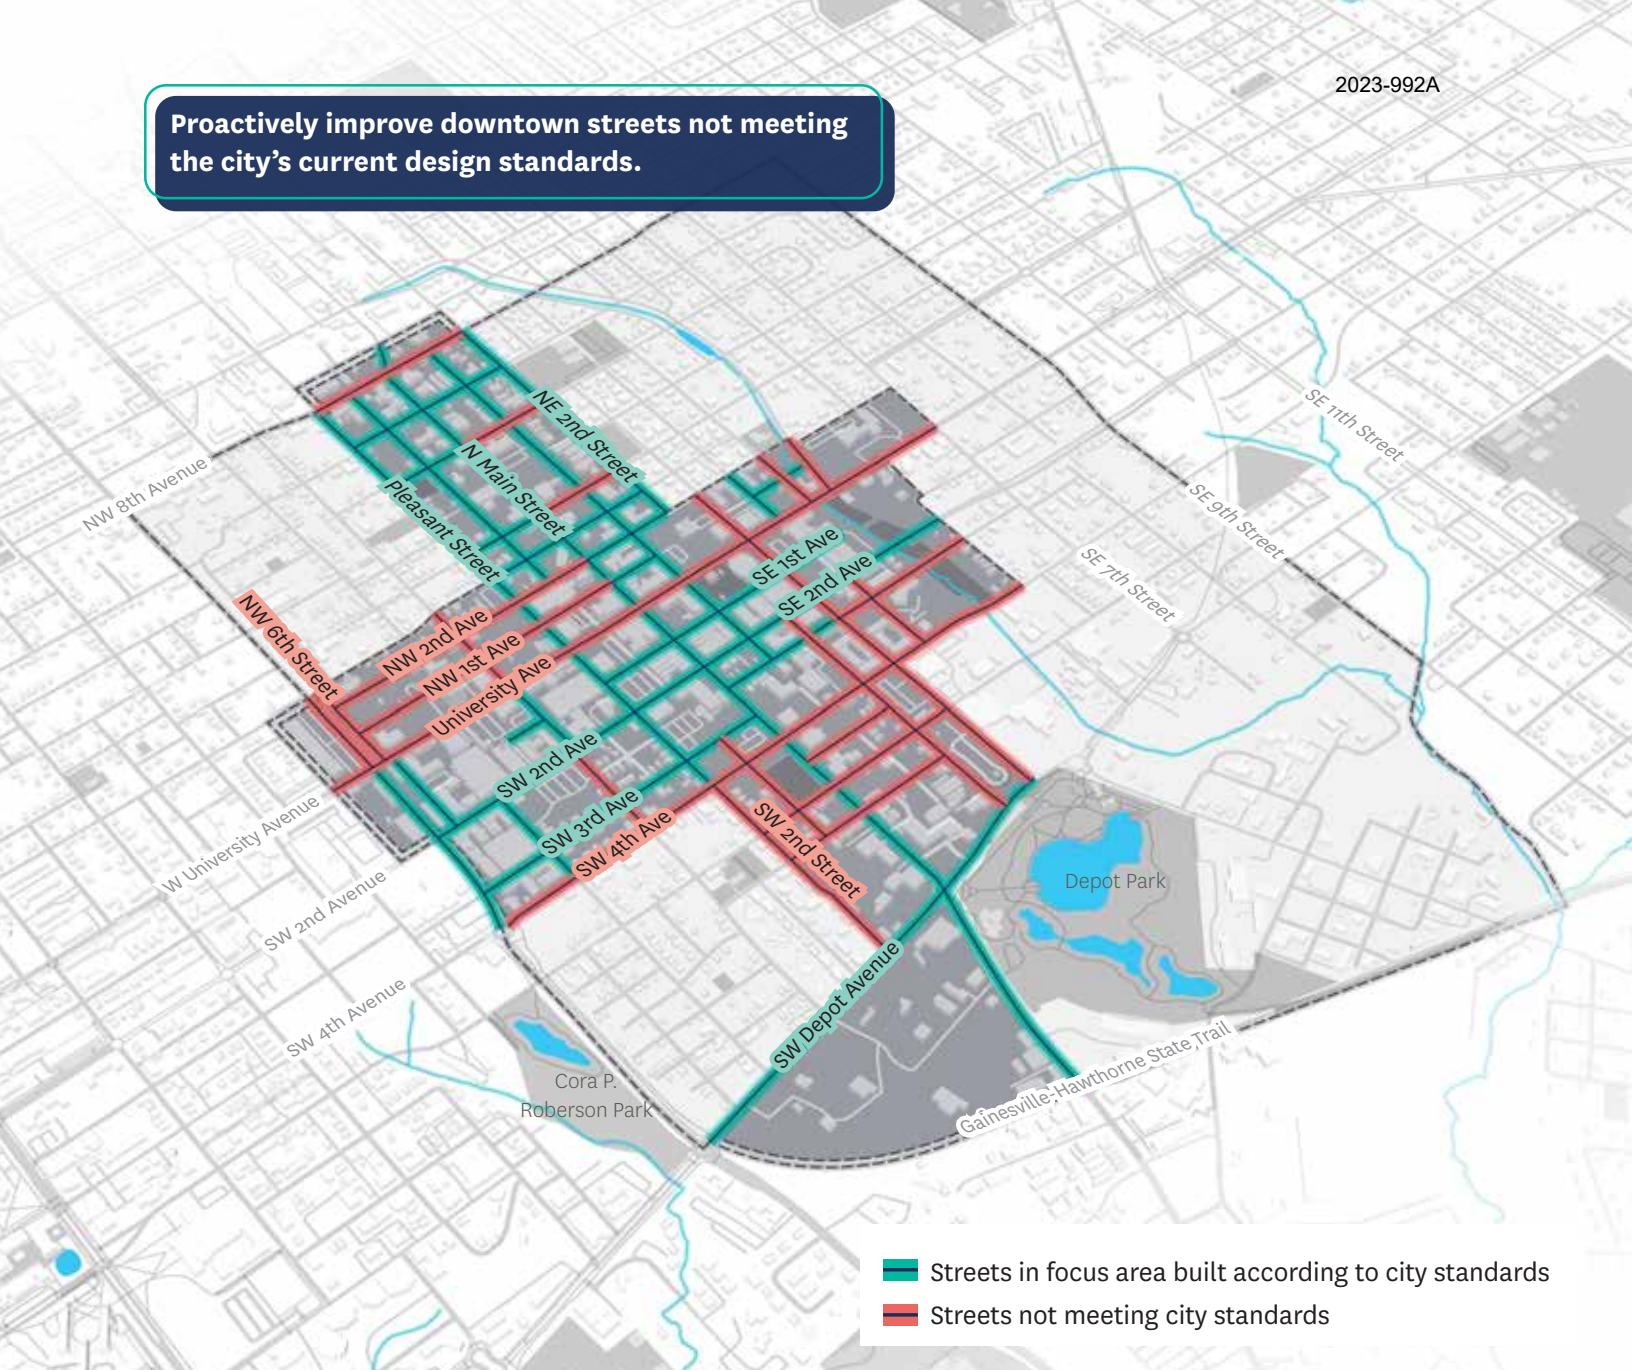 2023-992A
Proactively improve downtown streets not meeting
the city's current design standards.
NE 2nd Street
N Main Street
Pleasant Street
NW 8th Avenue
SE 11th Street
SE 9th Street
SE 7th Street
SE 1st Ave
SE 2nd Ave
NW 6th Street
NW 2nd Ave
NW 1st Ave
University Ave
SW 2nd Ave
SW 3rd Ave
SW 4th Ave
SW 2nd Street
W University Avenue
SW 2nd Avenue
SW 4th Avenue
Depot Park
SW Depot Avenue
Cora P.
Roberson Park
Gainesville-Hawthorne State Trail
Streets in focus area built according to city standards
Streets not meeting city standards